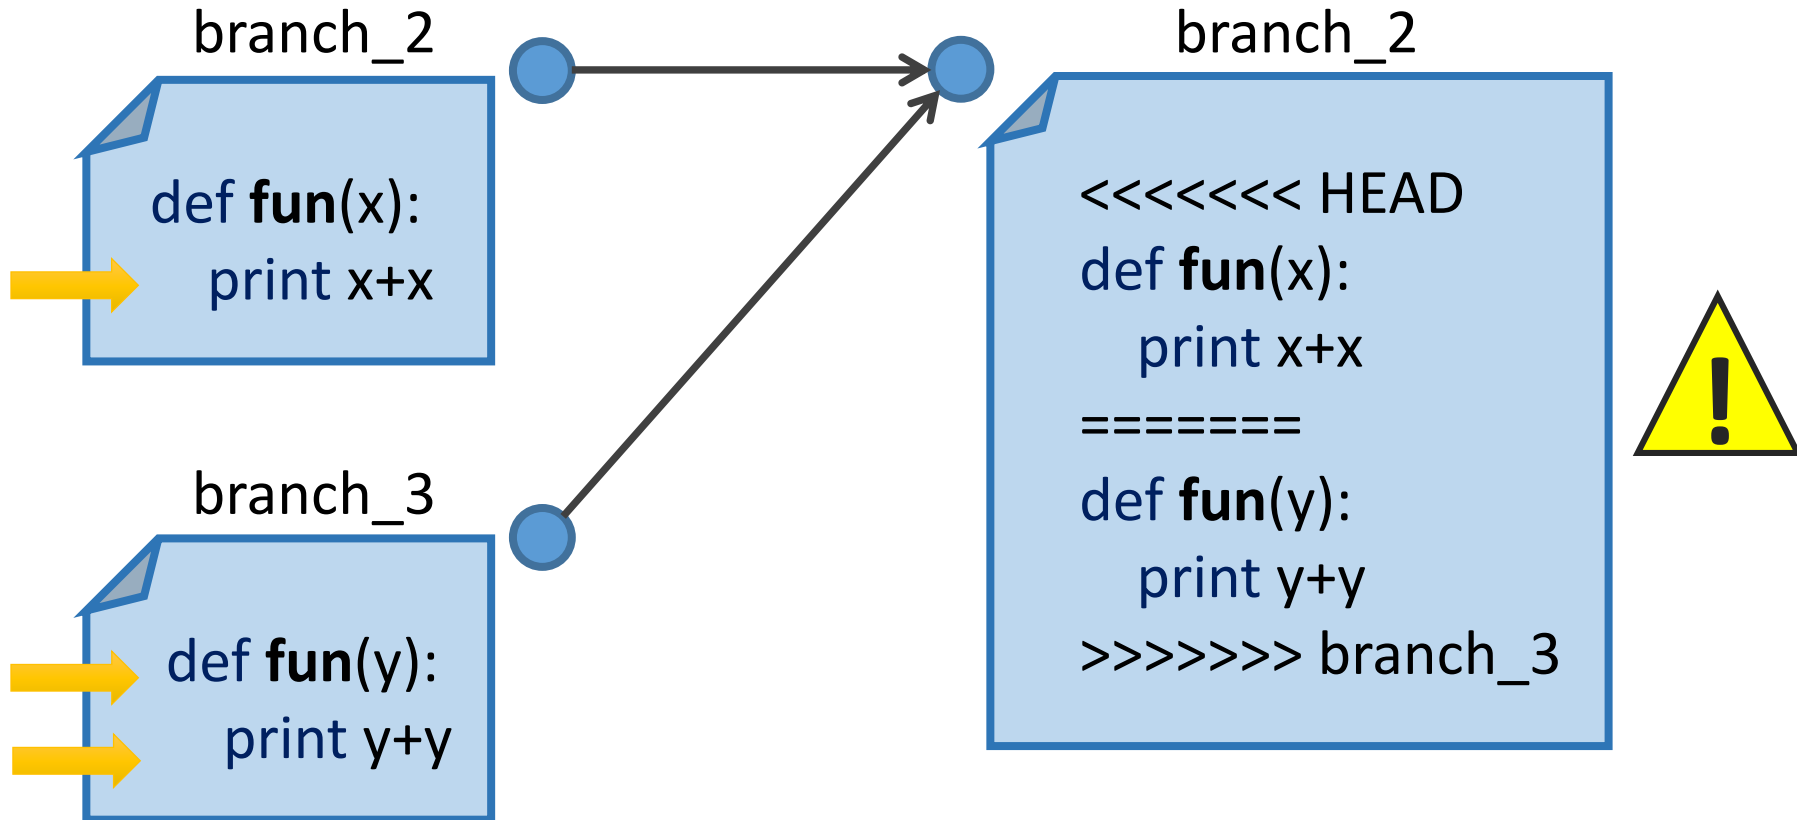 branch_2
def fun(x):
print x+x
branch_3
def fun(y):
print y+y
branch_2
<<<<<<< HEAD
def fun(x):
print x+x
=======
def fun(y):
print y+y
>>>>>>> branch_3
!